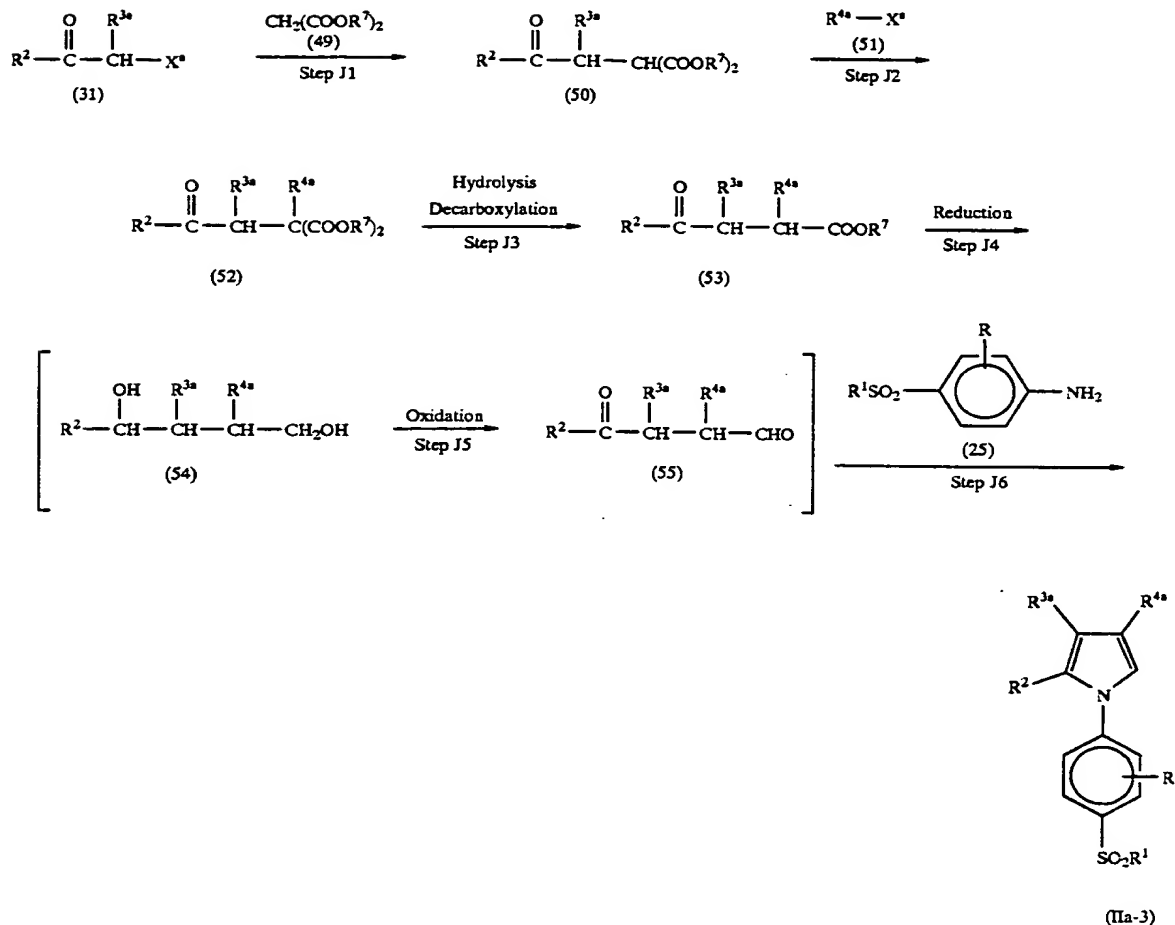 O R³ᵃ
R²—C—CH—Xᵃ
(31)
CH₂(COOR⁷)₂
(49)
Step J1
O R³ᵃ
R²—C—CH—CH(COOR⁷)₂
(50)
R⁴ᵃ—Xᵃ
(51)
Step J2
O R³ᵃ R⁴ᵃ
R²—C—CH—C(COOR⁷)₂
(52)
Hydrolysis
Decarboxylation
Step J3
O R³ᵃ R⁴ᵃ
R²—C—CH—CH—COOR⁷
(53)
Reduction
Step J4
OH R³ᵃ R⁴ᵃ
R²—CH—CH—CH—CH₂OH
(54)
Oxidation
Step J5
O R³ᵃ R⁴ᵃ
R²—C—CH—CH—CHO
(55)
R
R¹SO₂ NH₂
(25)
Step J6
R³ᵃ R⁴ᵃ
R² N
R
SO₂R¹
(IIa-3)